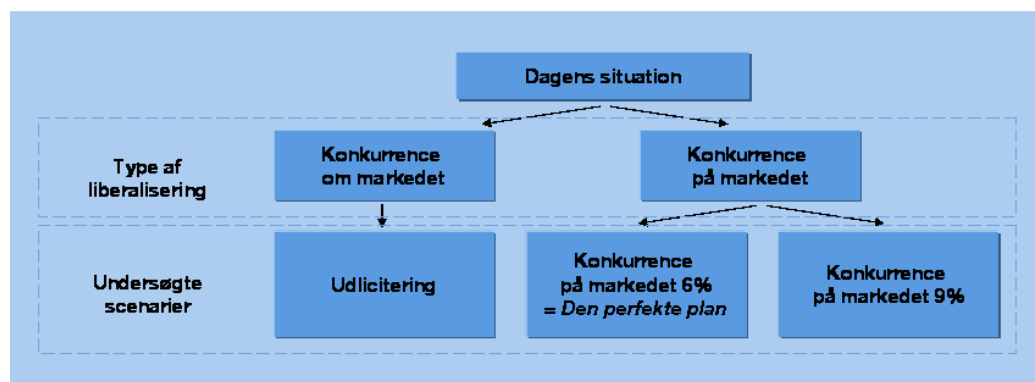 Dagens situation
Type af
liberalisering
Konkurrence
om markedet
Konkurrence
på markedet
Undersøgte
scenarier
Udlicitering
Konkurrence
på markedet 6%
= Den perfekte plan
Konkurrence
på markedet 9%